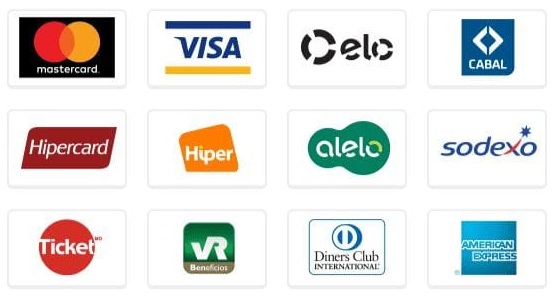 mastercard.
VISA
elo
CABAL
Hipercard
Hiper
alelo
sodexo
Ticket
VR
Benefícios
Diners Club
INTERNATIONAL®
AMERICAN
EXPRESS
®